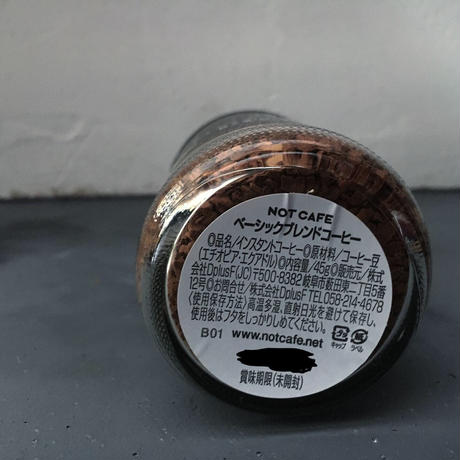 NOT CAFE
ベーシックブレンドコーヒー
◎品名/インスタントコーヒー◎原材料/コーヒー豆
(エチオピア・エクアドル)◎内容量/45g◎販売元/株式
会社DplusF(JC)〒500-8382 岐阜市薮田東二丁目5番
12号◎お問合せ/株式会社DplusF TEL 058-214-4678
〈使用保存方法〉高温多湿、直射日光を避けて保存し、
使用後はフタをしっかりしめてください。
B01 www.notcafe.net
プラ 紙
キャップ ラベル
賞味期限(未開封)